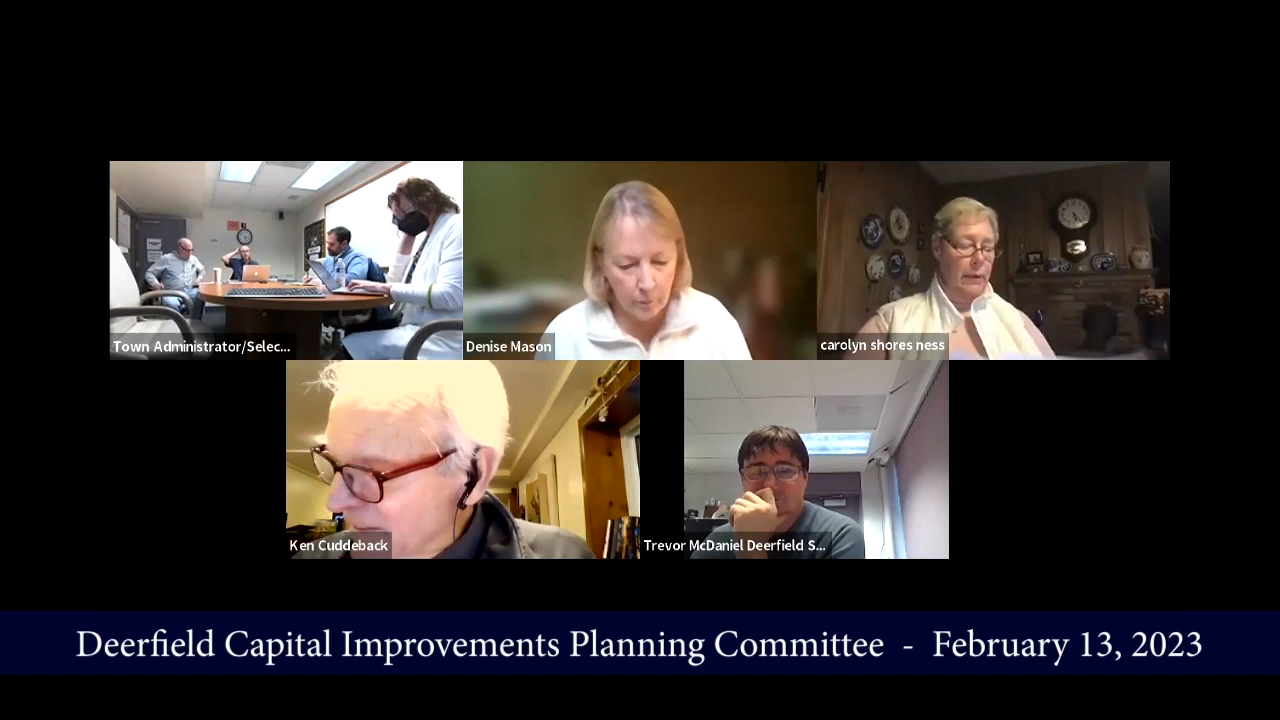 Town Administrator/Selec...
Denise Mason
carolyn shores ness
Ken Cuddeback
Trevor McDaniel Deerfield S...
Deerfield Capital Improvements Planning Committee - February 13, 2023